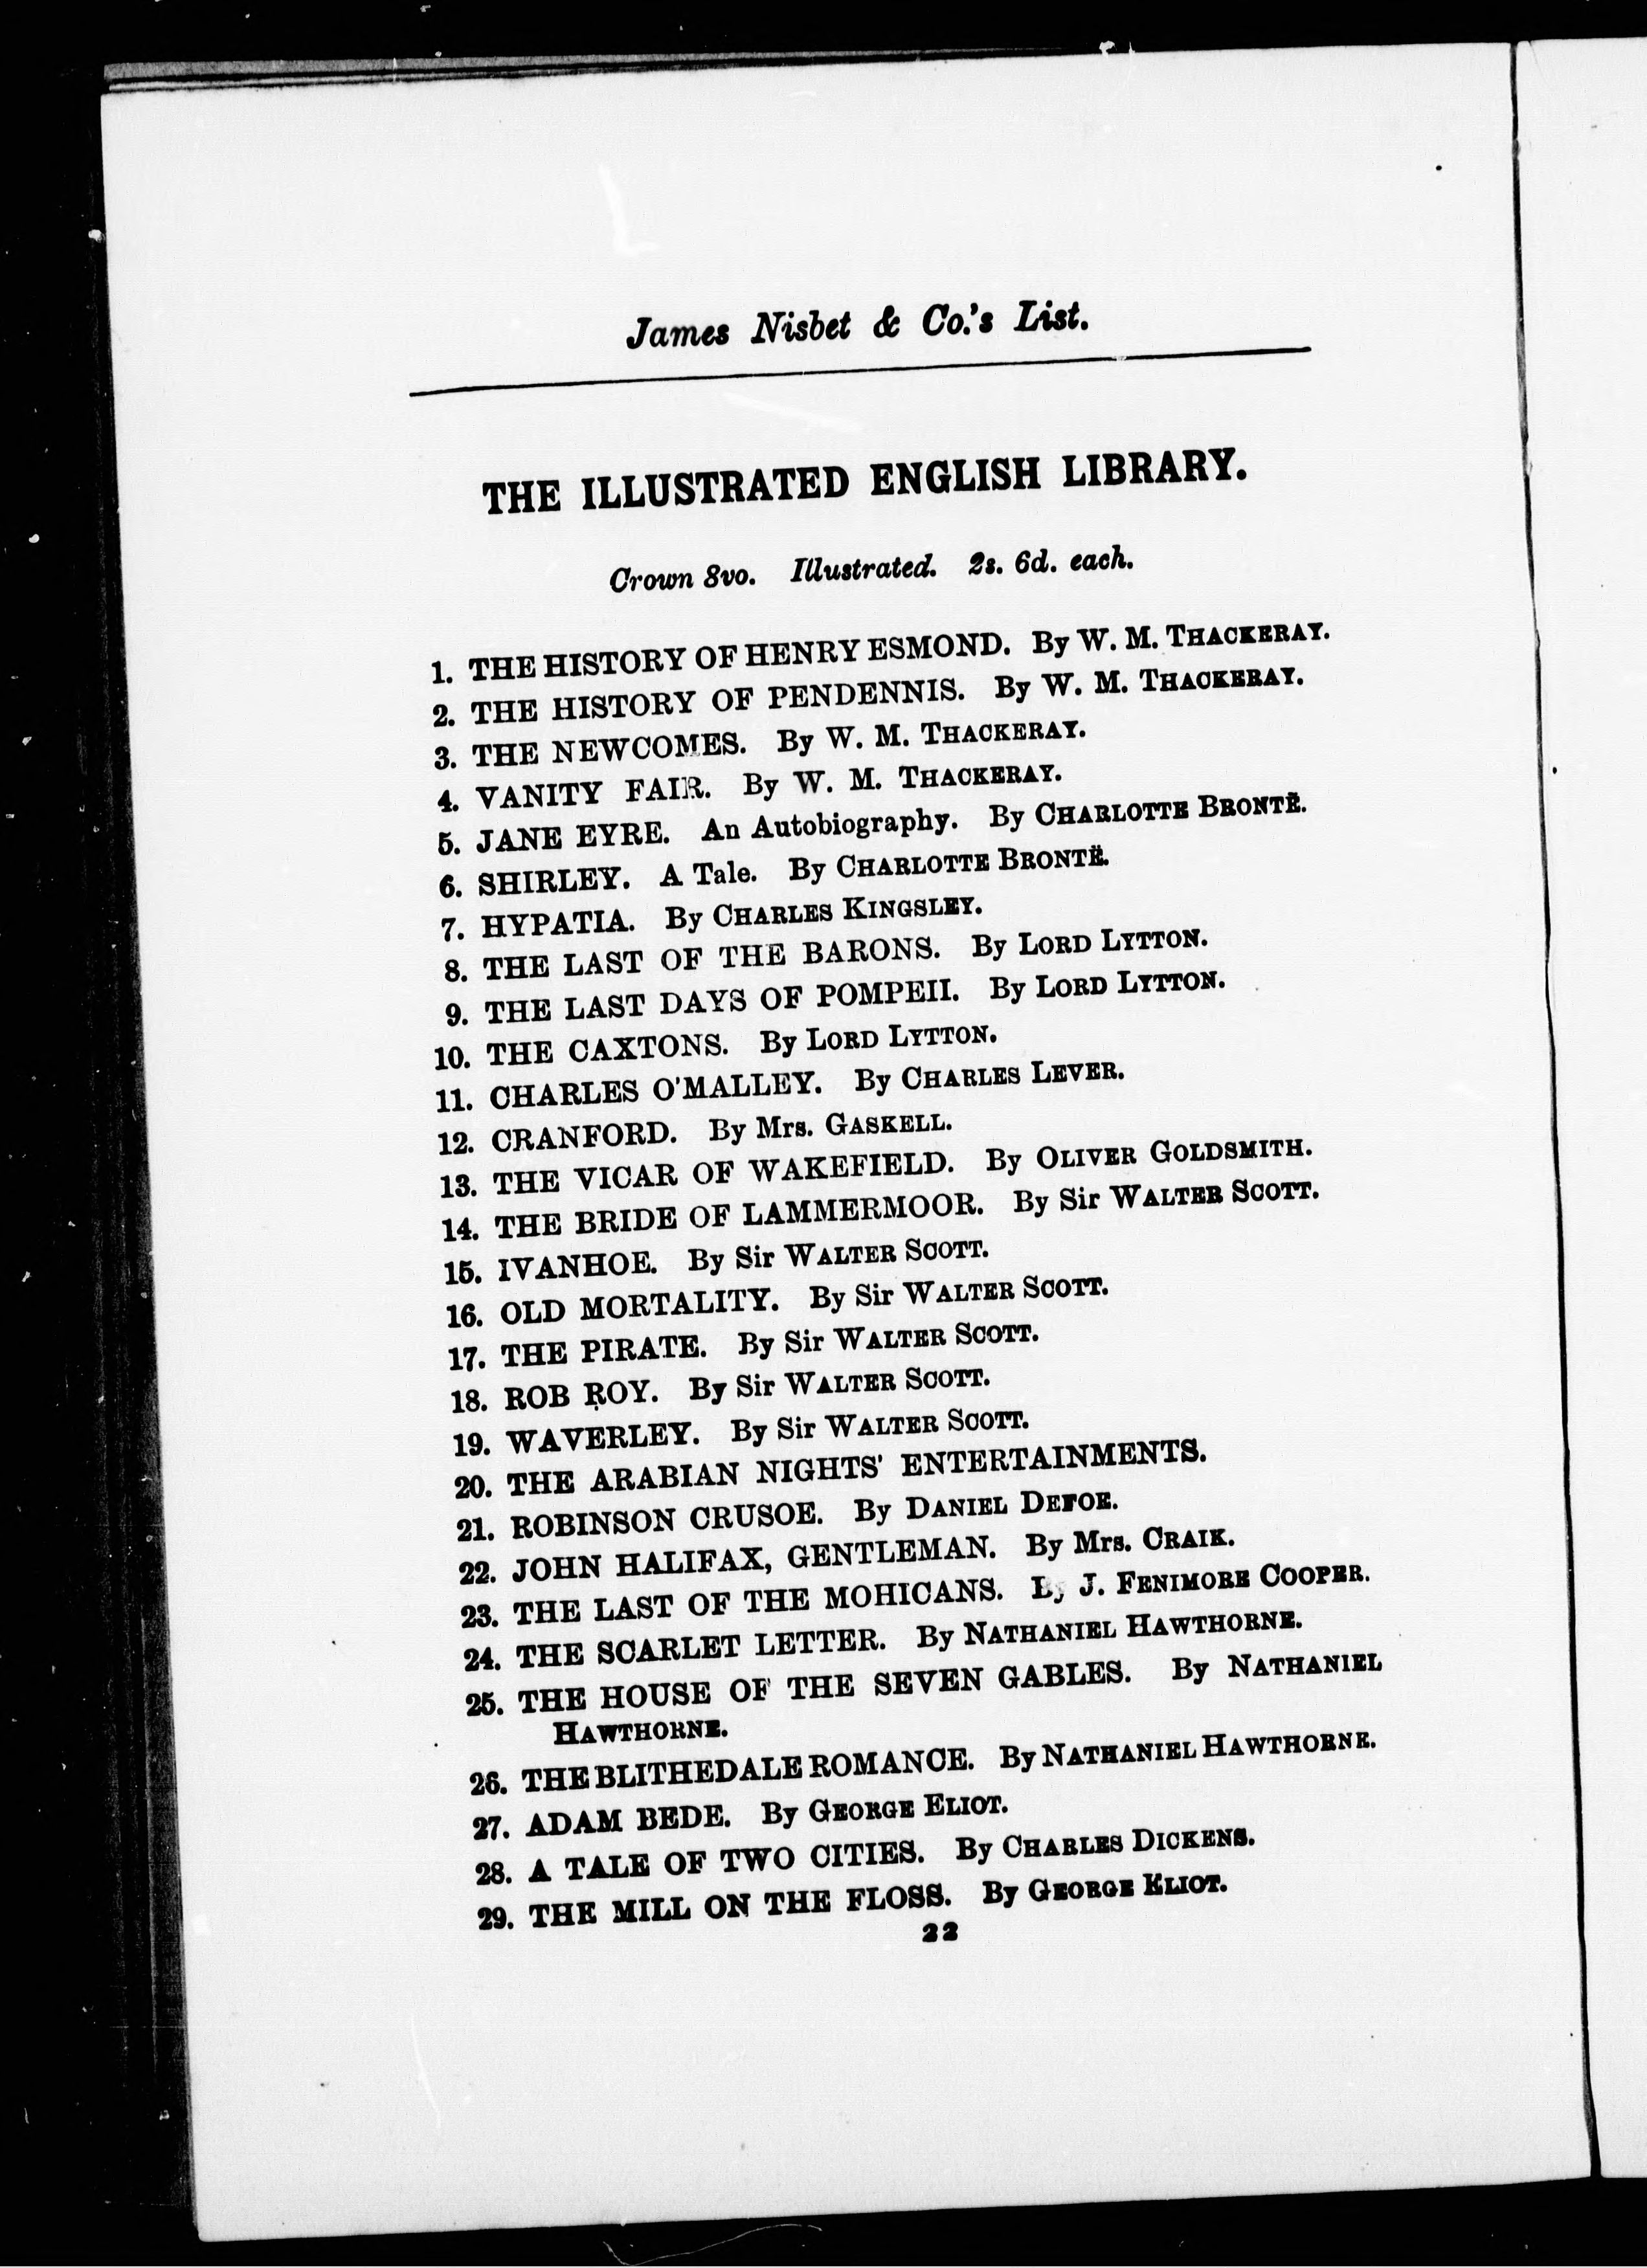 James Nisbet & Co.'s List.
THE ILLUSTRATED ENGLISH LIBRARY.
Crown 8vo. Illustrated. 2s. 6d. each.
1. THE HISTORY OF HENRY ESMOND. By W. M. THACKERAY.
2. THE HISTORY OF PENDENNIS. By W. M. THACKERAY.
3. THE NEWCOMES. By W. M. THACKERAY.
4. VANITY FAIR. By W. M. THACKERAY.
5. JANE EYRE. An Autobiography. By CHARLOTTE BRONTË.
6. SHIRLEY. A Tale. By CHARLOTTE BRONTË.
7. HYPATIA. By CHARLES KINGSLEY.
8. THE LAST OF THE BARONS. By LORD LYTTON.
9. THE LAST DAYS OF POMPEII. By LORD LYTTON.
10. THE CAXTONS. By LORD LYTTON.
11. CHARLES O'MALLEY. By CHARLES LEVER.
12. CRANFORD. By Mrs. GASKELL.
13. THE VICAR OF WAKEFIELD. By OLIVER GOLDSMITH.
14. THE BRIDE OF LAMMERMOOR. By Sir WALTER SCOTT.
15. IVANHOE. By Sir WALTER SCOTT.
16. OLD MORTALITY. By Sir WALTER SCOTT.
17. THE PIRATE. By Sir WALTER SCOTT.
18. ROB ROY. By Sir WALTER SCOTT.
19. WAVERLEY. By Sir WALTER SCOTT.
20. THE ARABIAN NIGHTS' ENTERTAINMENTS.
21. ROBINSON CRUSOE. By DANIEL DEFOE.
22. JOHN HALIFAX, GENTLEMAN. By Mrs. CRAIK.
23. THE LAST OF THE MOHICANS. By J. FENIMORE COOPER.
24. THE SCARLET LETTER. By NATHANIEL HAWTHORNE.
25. THE HOUSE OF THE SEVEN GABLES. By NATHANIEL
HAWTHORNE.
26. THE BLITHEDALE ROMANCE. By NATHANIEL HAWTHORNE.
27. ADAM BEDE. By GEORGE ELIOT.
28. A TALE OF TWO CITIES. By CHARLES DICKENS.
29. THE MILL ON THE FLOSS. By GEORGE ELIOT.
22